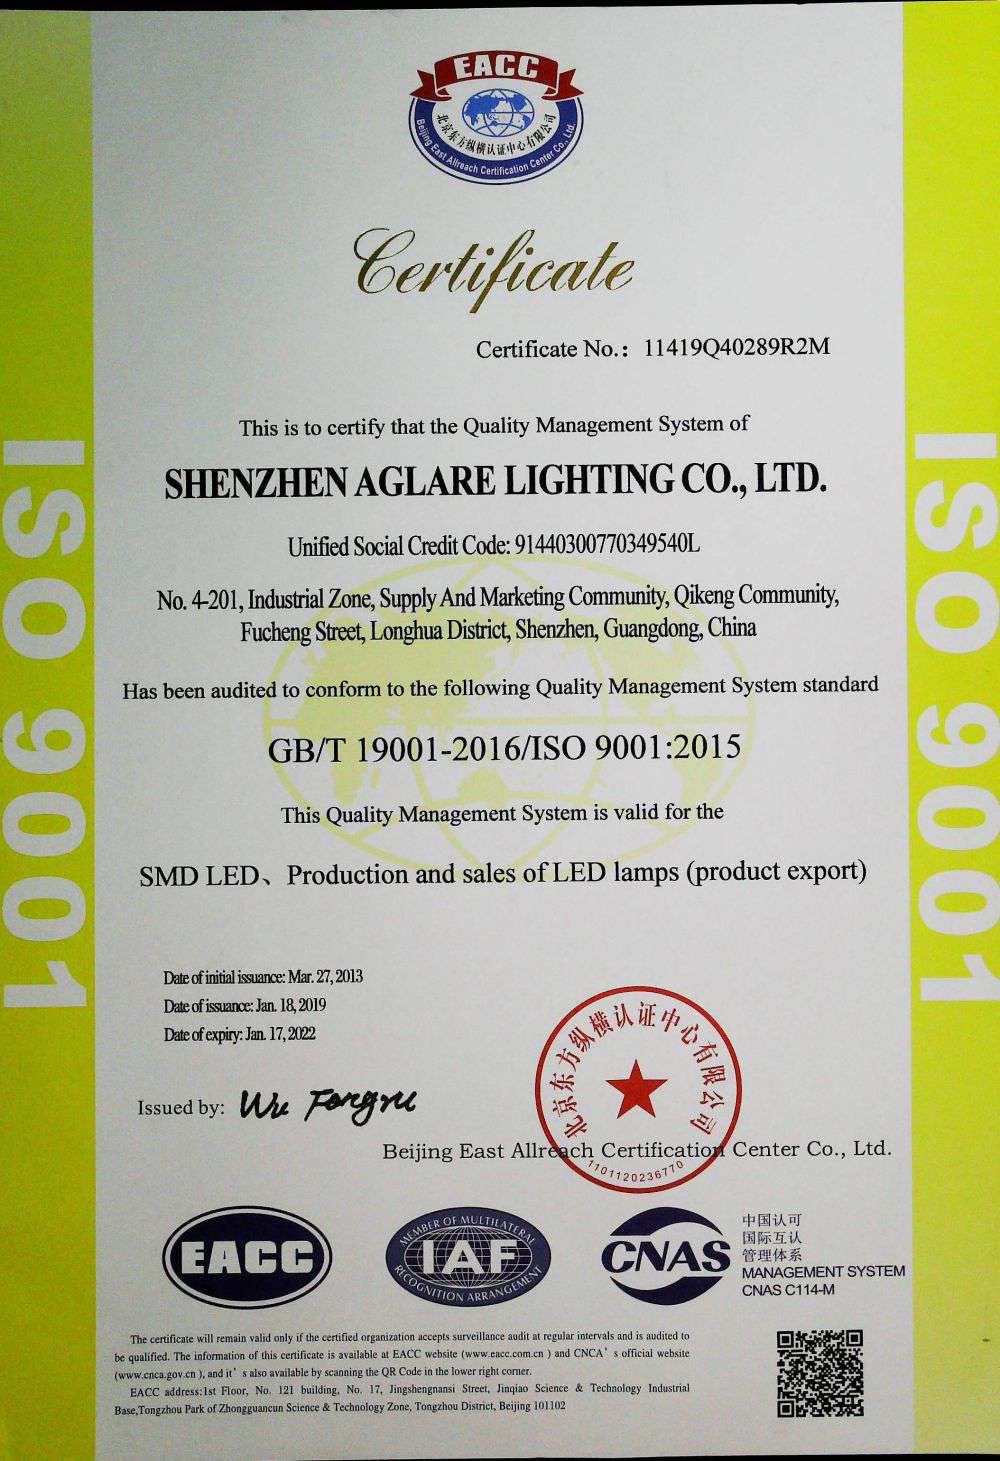 EACC
北京东方纵横认证中心有限公司
Beijing East Allreach Certification Center Co., Ltd.
Certificate
Certificate No.: 11419Q40289R2M
This is to certify that the Quality Management System of
SHENZHEN AGLARE LIGHTING CO., LTD.
Unified Social Credit Code: 91440300770349540L
No. 4-201, Industrial Zone, Supply And Marketing Community, Qikeng Community,
Fucheng Street, Longhua District, Shenzhen, Guangdong, China
Has been audited to conform to the following Quality Management System standard
GB/T 19001-2016/ISO 9001:2015
This Quality Management System is valid for the
SMD LED、Production and sales of LED lamps (product export)
ISO 9001
ISO 9001
Date of initial issuance: Mar. 27, 2013
Date of issuance: Jan. 18, 2019
Date of expiry: Jan. 17, 2022
Issued by: Wu Fengru
北京东方纵横认证中心有限公司
1101120236770
Beijing East Allreach Certification Center Co., Ltd.
EACC
MEMBER OF MULTILATERAL
IAF
RECOGNITION ARRANGEMENT
CNAS
中国认可
国际互认
管理体系
MANAGEMENT SYSTEM
CNAS C114-M
The certificate will remain valid only if the certified organization accepts surveillance audit at regular intervals and is audited to
be qualified. The information of this certificate is available at EACC website (www.eacc.com.cn ) and CNCA’s official website
(www.cnca.gov.cn ), and it’s also available by scanning the QR Code in the lower right corner.
EACC address:1st Floor, No. 121 building, No. 17, Jingshengnansi Street, Jinqiao Science & Technology Industrial
Base,Tongzhou Park of Zhongguancun Science & Technology Zone, Tongzhou District, Beijing 101102